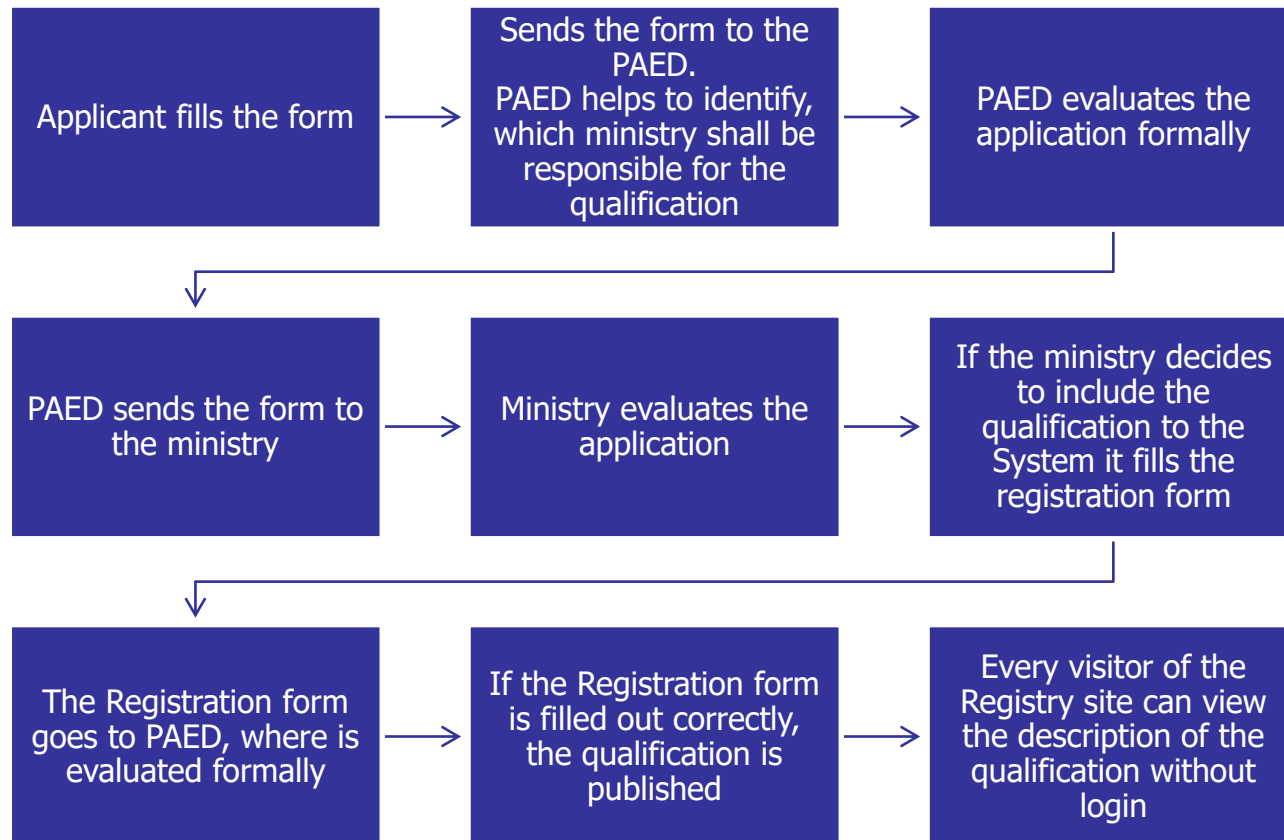 Applicant fills the form
Sends the form to the
PAED.
PAED helps to identify,
which ministry shall be
responsible for the
qualification
PAED evaluates the
application formally
PAED sends the form to
the ministry
Ministry evaluates the
application
If the ministry decides
to include the
qualification to the
System it fills the
registration form
The Registration form
goes to PAED, where is
evaluated formally
If the Registration form
is filled out correctly,
the qualification is
published
Every visitor of the
Registry site can view
the description of the
qualification without
login